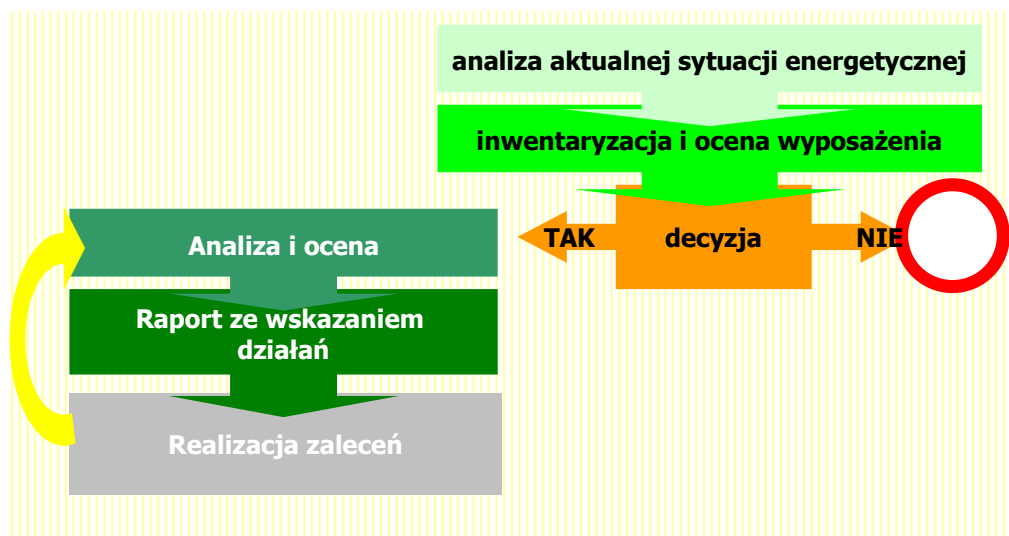 analiza aktualnej sytuacji energetycznej
inwentaryzacja i ocena wyposażenia
TAK
decyzja
NIE
Analiza i ocena
Raport ze wskazaniem
działań
Realizacja zaleceń